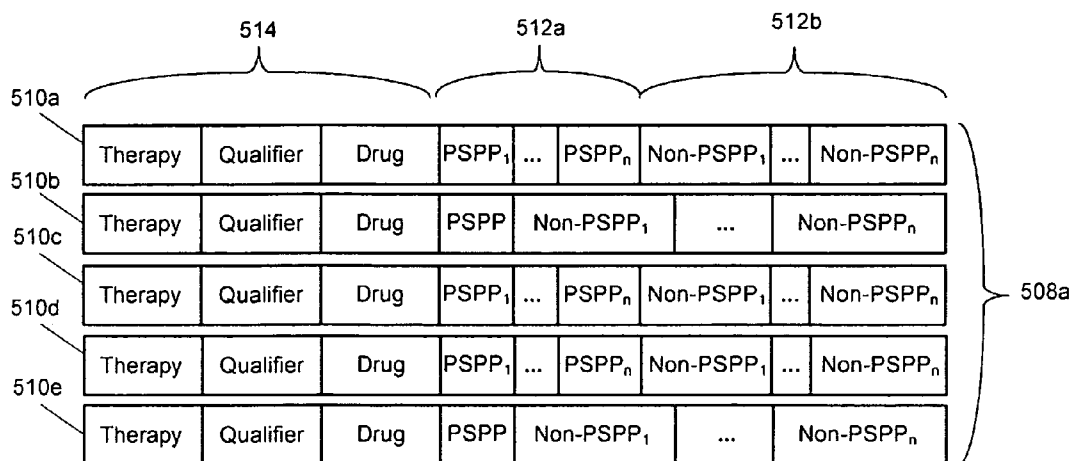 514 512a 512b
510a
Therapy Qualifier Drug PSPP₁ ... PSPPₙ Non-PSPP₁ ... Non-PSPPₙ
510b
Therapy Qualifier Drug PSPP Non-PSPP₁ ... Non-PSPPₙ
510c
Therapy Qualifier Drug PSPP₁ ... PSPPₙ Non-PSPP₁ ... Non-PSPPₙ
508a
510d
Therapy Qualifier Drug PSPP₁ ... PSPPₙ Non-PSPP₁ ... Non-PSPPₙ
510e
Therapy Qualifier Drug PSPP Non-PSPP₁ ... Non-PSPPₙ